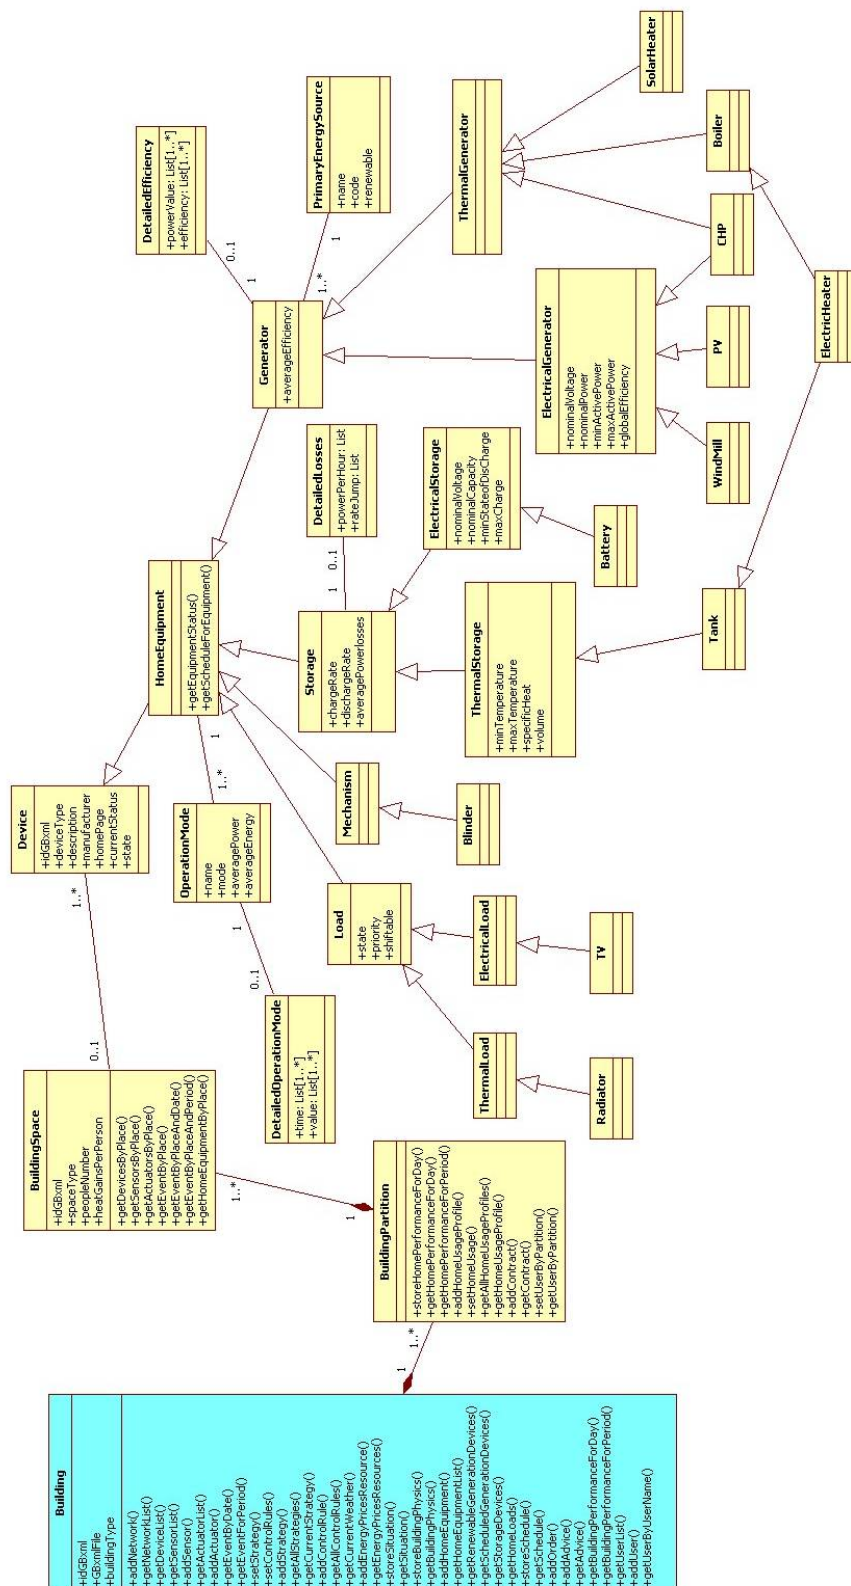 Building
+idGBxml
+GBxmlFile
+buildingType
+addNetwork()
+getNetworkList()
+getDeviceList()
+getSensorList()
+addSensor()
+getActuatorList()
+addActuator()
+getEventByDate()
+getEventForPeriod()
+setStrategy()
+setControlRules()
+addStrategy()
+getAllStrategies()
+getCurrentStrategy()
+addControlRule()
+getAllControlRules()
+getCurrentWeather()
+addEnergyPricesResource()
+getEnergyPricesResources()
+storeSituation()
+getSituation()
+storeBuildingPhysics()
+getBuildingPhysics()
+addHomeEquipment()
+getHomeEquipmentList()
+getRenewableGenerationDevices()
+getScheduledGenerationDevices()
+getStorageDevices()
+getHomeLoads()
+storeSchedule()
+getSchedule()
+addOrder()
+addAdvice()
+getAdvice()
+getBuildingPerformanceForDay()
+getBuildingPerformanceForPeriod()
+getUserList()
+addUser()
+getUserByUserName()
1
1..*
BuildingPartition
+storeHomePerformanceForDay()
+getHomePerformanceForDay()
+getHomePerformanceForPeriod()
+addHomeUsageProfile()
+setHomeUsage()
+getAllHomeUsageProfiles()
+getHomeUsageProfile()
+addContract()
+getContract()
+setUserByPartition()
+getUserByPartition()
1
1..*
BuildingSpace
+idGBxml
+spaceType
+peopleNumber
+heatGainsPerPerson
+getDevicesByPlace()
+getSensorsByPlace()
+getActuatorsByPlace()
+getEventByPlace()
+getEventByPlaceAndDate()
+getEventByPlaceAndPeriod()
+getHomeEquipmentByPlace()
0..1
1..*
Device
+idGBxml
+deviceType
+description
+manufacturer
+homePage
+currentStatus
+state
DetailedOperationMode
+time: List[1..*]
+value: List[1..*]
0..1
1
OperationMode
+name
+mode
+averagePower
+averageEnergy
1..*
1
HomeEquipment
+getEquipmentStatus()
+getScheduleForEquipment()
Load
+state
+priority
+shiftable
ThermalLoad
ElectricalLoad
Radiator
TV
Mechanism
Blinder
Storage
+chargeRate
+dischargeRate
+averagePowerlosses
1
0..1
DetailedLosses
+powerPerHour: List
+rateJump: List
ThermalStorage
+minTemperature
+maxTemperature
+specificHeat
+volume
ElectricalStorage
+nominalVoltage
+nominalCapacity
+minStateofDisCharge
+maxCharge
Battery
Tank
Generator
+averageEfficiency
1
0..1
DetailedEfficiency
+powerValue: List[1..*]
+efficiency: List[1..*]
1..*
1
PrimaryEnergySource
+name
+code
+renewable
ElectricalGenerator
+nominalVoltage
+nominalPower
+minActivePower
+maxActivePower
+globalEfficiency
ThermalGenerator
WindMill
PV
CHP
Boiler
SolarHeater
ElectricHeater